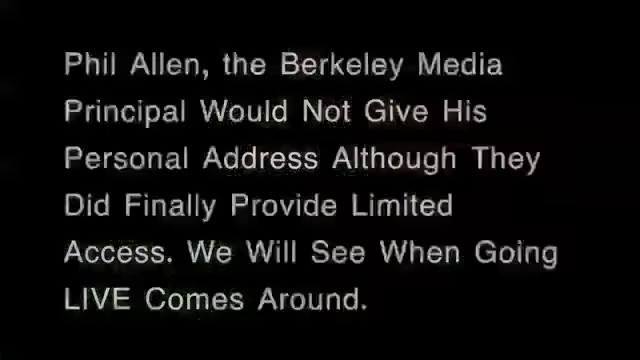 Phil Allen, the Berkeley Media
Principal Would Not Give His
Personal Address Although They
Did Finally Provide Limited
Access. We Will See When Going
LIVE Comes Around.